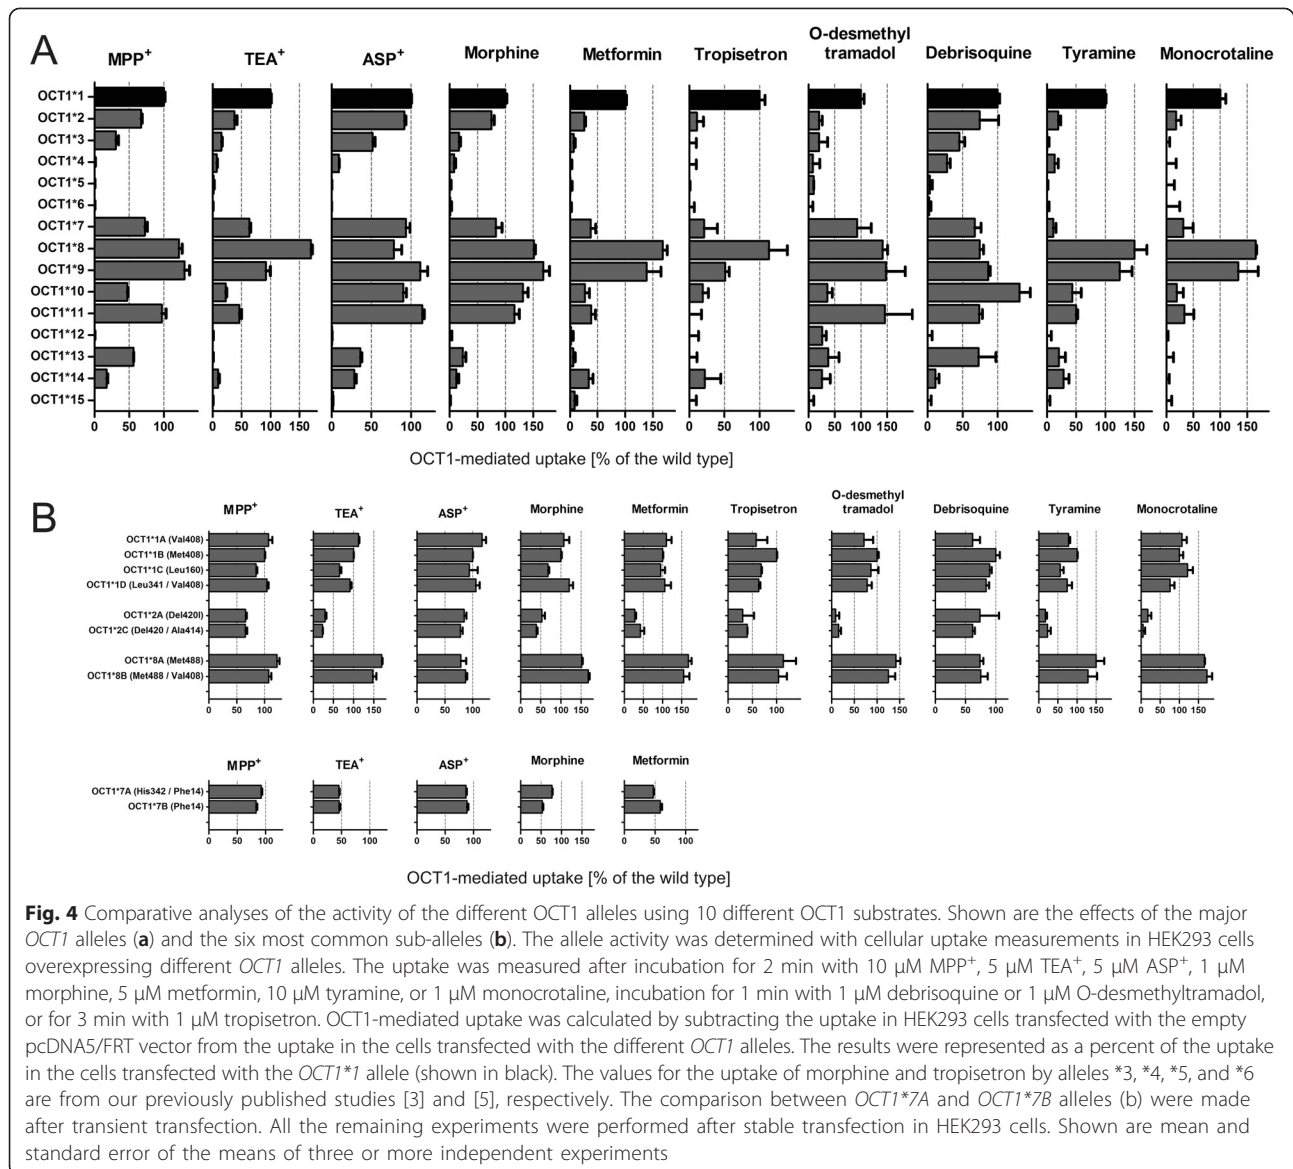 A
MPP+ TEA+ ASP+ Morphine Metformin Tropisetron O-desmethyl tramadol Debrisoquine Tyramine Monocrotaline
OCT1*1
OCT1*2
OCT1*3
OCT1*4
OCT1*5
OCT1*6
OCT1*7
OCT1*8
OCT1*9
OCT1*10
OCT1*11
OCT1*12
OCT1*13
OCT1*14
OCT1*15
0 50 100 150 0 50 100 150 0 50 100 0 50 100 150 0 50 100 150 0 50 100 0 50 100 150 0 50 100 0 50 100 150 0 50 100 150
OCT1-mediated uptake [% of the wild type]
B
MPP+ TEA+ ASP+ Morphine Metformin Tropisetron O-desmethyl tramadol Debrisoquine Tyramine Monocrotaline
OCT1*1A (Val408)
OCT1*1B (Met408)
OCT1*1C (Leu160)
OCT1*1D (Leu341 / Val408)
OCT1*2A (Del420l)
OCT1*2C (Del420 / Ala414)
OCT1*8A (Met488)
OCT1*8B (Met488 / Val408)
0 50 100 0 50 100 150 0 50 100 0 50 100 150 0 50 100 150 0 50 100 0 50 100 150 0 50 100 0 50 100 150 0 50 100 150
MPP+ TEA+ ASP+ Morphine Metformin
OCT1*7A (His342 / Phe14)
OCT1*7B (Phe14)
0 50 100 0 50 100 0 50 100 0 50 100 150 0 50 100
OCT1-mediated uptake [% of the wild type]
Fig. 4 Comparative analyses of the activity of the different OCT1 alleles using 10 different OCT1 substrates. Shown are the effects of the major
OCT1 alleles (a) and the six most common sub-alleles (b). The allele activity was determined with cellular uptake measurements in HEK293 cells
overexpressing different OCT1 alleles. The uptake was measured after incubation for 2 min with 10 μM MPP+, 5 μM TEA+, 5 μM ASP+, 1 μM
morphine, 5 μM metformin, 10 μM tyramine, or 1 μM monocrotaline, incubation for 1 min with 1 μM debrisoquine or 1 μM O-desmethyltramadol,
or for 3 min with 1 μM tropisetron. OCT1-mediated uptake was calculated by subtracting the uptake in HEK293 cells transfected with the empty
pcDNA5/FRT vector from the uptake in the cells transfected with the different OCT1 alleles. The results were represented as a percent of the uptake
in the cells transfected with the OCT1*1 allele (shown in black). The values for the uptake of morphine and tropisetron by alleles *3, *4, *5, and *6
are from our previously published studies [3] and [5], respectively. The comparison between OCT1*7A and OCT1*7B alleles (b) were made
after transient transfection. All the remaining experiments were performed after stable transfection in HEK293 cells. Shown are mean and
standard error of the means of three or more independent experiments